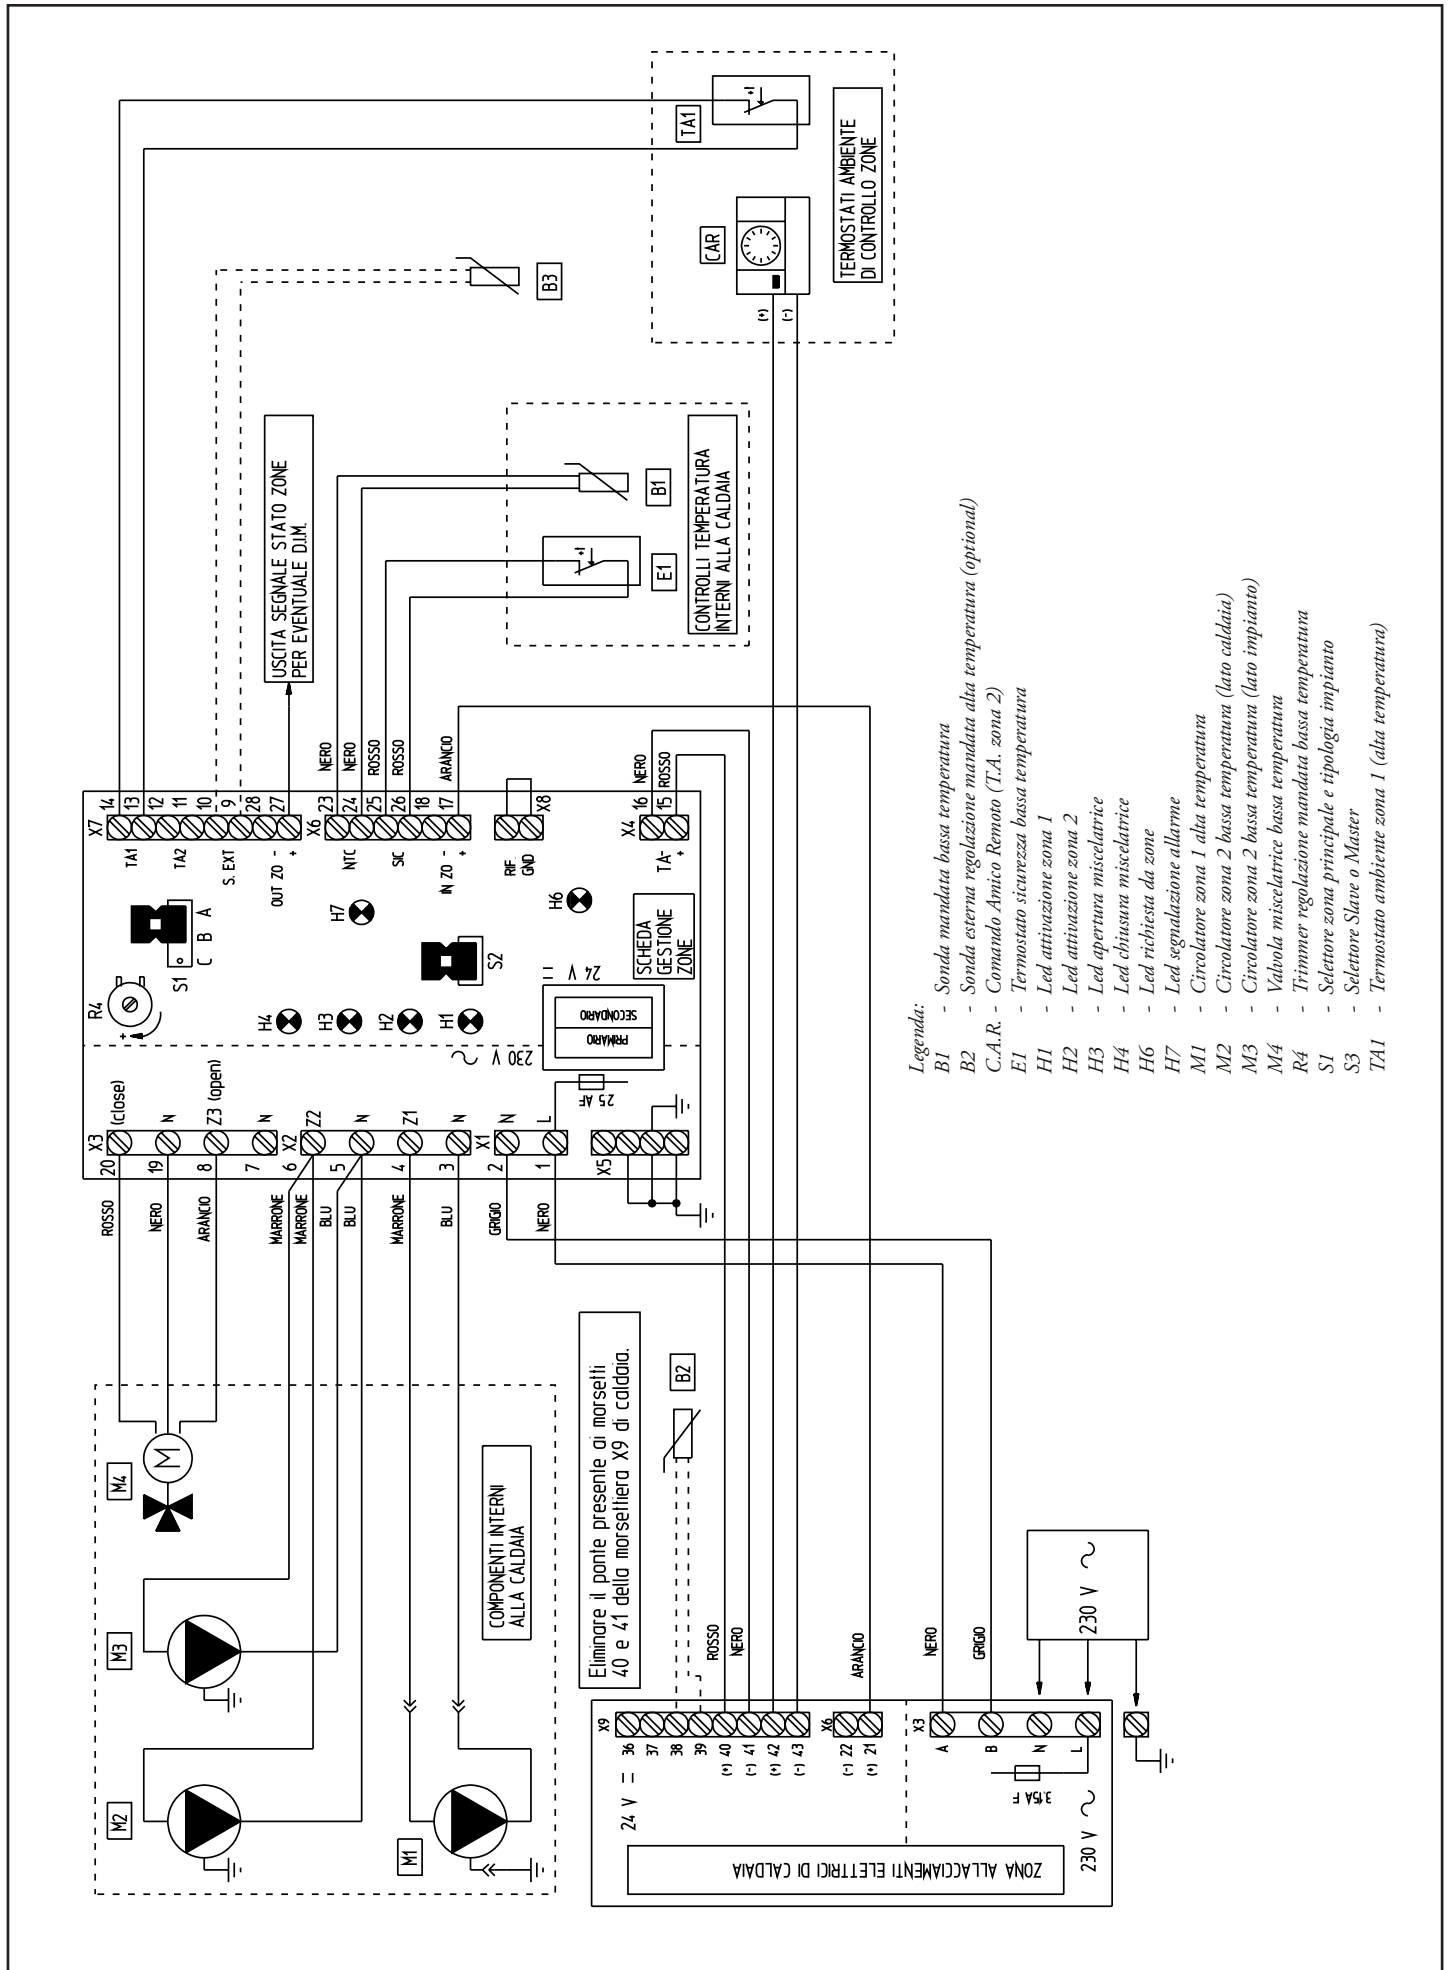 TERMOSTATI AMBIENTE
DI CONTROLLO ZONE
TA1
CAR
(+)
(-)
B3
USCITA SEGNALE STATO ZONE
PER EVENTUALE D.I.M.
CONTROLLI TEMPERATURA
INTERNI ALLA CALDAIA
B1
E1
NERO
NERO
ROSSO
ROSSO
ARANCIO
NERO
ROSSO
X7
14
13
12
11
10
9
28
27
TA1
TA2
S. EXT
OUT ZO -
+
X6
23
24
25
26
18
17
NTC
SIC
IN ZO -
+
X8
RIF.
GND
X4
16
15
TA-
+
R4
+
S1
C B A
H7
H6
S2
H4
H3
H2
H1
SCHEDA
GESTIONE
ZONE
24 V
SECONDARIO
PRIMARIO
230 V
2.5 AF
X3
20
19
8
7
(close)
N
Z3 (open)
N
X2
6
5
4
3
Z2
N
Z1
N
X1
2
1
N
L
X5
ROSSO
NERO
ARANCIO
MARRONE
MARRONE
BLU
BLU
MARRONE
BLU
GRIGIO
NERO
M4
M
M3
M2
M1
COMPONENTI INTERNI
ALLA CALDAIA
Eliminare il ponte presente ai morsetti
40 e 41 della morsettiera X9 di caldaia.
B2
ROSSO
NERO
ARANCIO
NERO
GRIGIO
X9
36
37
38
39
(+) 40
(-) 41
(+) 42
(-) 43
X6
(-) 22
(+) 21
X3
A
B
N
L
24 V
3.15A F
230 V
230 V
ZONA ALLACCIAMENTI ELETTRICI DI CALDAIA
Legenda:
B1 - Sonda mandata bassa temperatura
B2 - Sonda esterna regolazione mandata alta temperatura (optional)
C.A.R. - Comando Amico Remoto (T.A. zona 2)
E1 - Termostato sicurezza bassa temperatura
H1 - Led attivazione zona 1
H2 - Led attivazione zona 2
H3 - Led apertura miscelatrice
H4 - Led chiusura miscelatrice
H6 - Led richiesta da zone
H7 - Led segnalazione allarme
M1 - Circolatore zona 1 alta temperatura
M2 - Circolatore zona 2 bassa temperatura (lato caldaia)
M3 - Circolatore zona 2 bassa temperatura (lato impianto)
M4 - Valvola miscelatrice bassa temperatura
R4 - Trimmer regolazione mandata bassa temperatura
S1 - Selettore zona principale e tipologia impianto
S3 - Selettore Slave o Master
TA1 - Termostato ambiente zona 1 (alta temperatura)